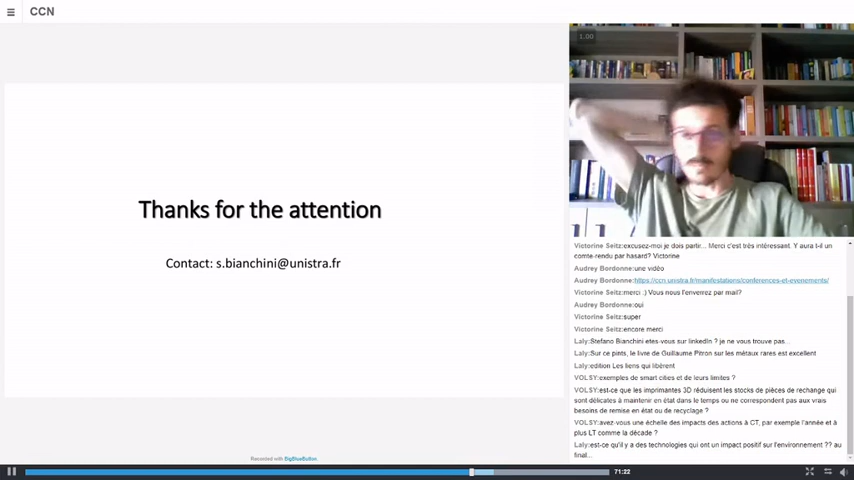 CCN
1.00
Thanks for the attention
Contact: s.bianchini@unistra.fr
Victorine Seitz:excusez-moi je dois partir... Merci c'est très intéressant. Y aura t-il un
comte-rendu par hasard? Victorine
Audrey Bordonne:une vidéo
Audrey Bordonne:https://ccn.unistra.fr/manifestations/conferences-et-evenements/
Victorine Seitz:merci :) Vous nous l'enverrez par mail?
Audrey Bordonne:oui
Victorine Seitz:super
Victorine Seitz:encore merci
Laly:Stefano Bianchini etes-vous sur linkedIn ? je ne vous trouve pas...
Laly:Sur ce pints, le livre de Guillaume Pitron sur les métaux rares est excellent
Laly:edition Les liens qui libèrent
VOLSY:exemples de smart cities et de leurs limites ?
VOLSY:est-ce que les imprimantes 3D réduisent les stocks de pièces de rechange qui
sont délicates à maintenir en état dans le temps ou ne correspondent pas aux vrais
besoins de remise en état ou de recyclage ?
VOLSY:avez-vous une échelle des impacts des actions à CT, par exemple l'année et à
plus LT comme la décade ?
Laly:est-ce qu'il y a des technologies qui ont un impact positif sur l'environnement ?? au
final...
Recorded with BigBlueButton.
71:22